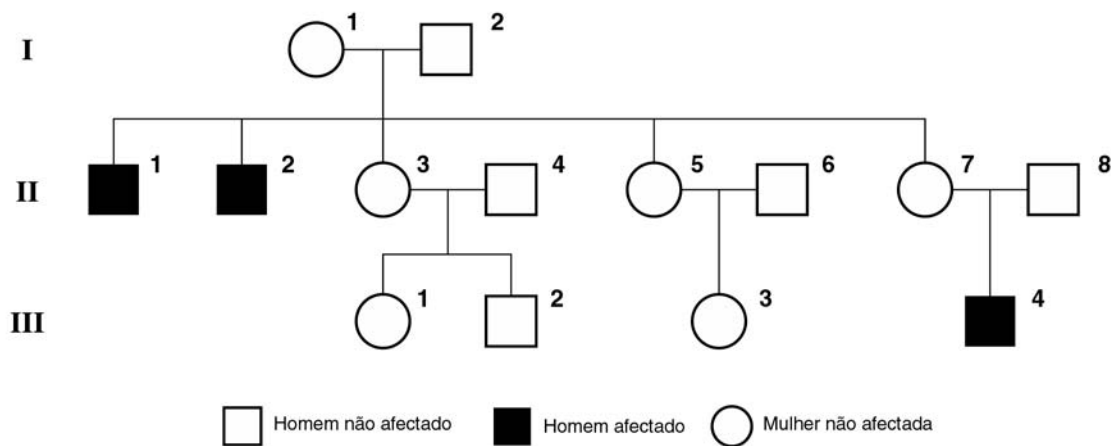 I 1 2
1 2 3 4 5 6 7 8
II
1 2 3 4
III
Homem não afectado Homem afectado Mulher não afectada